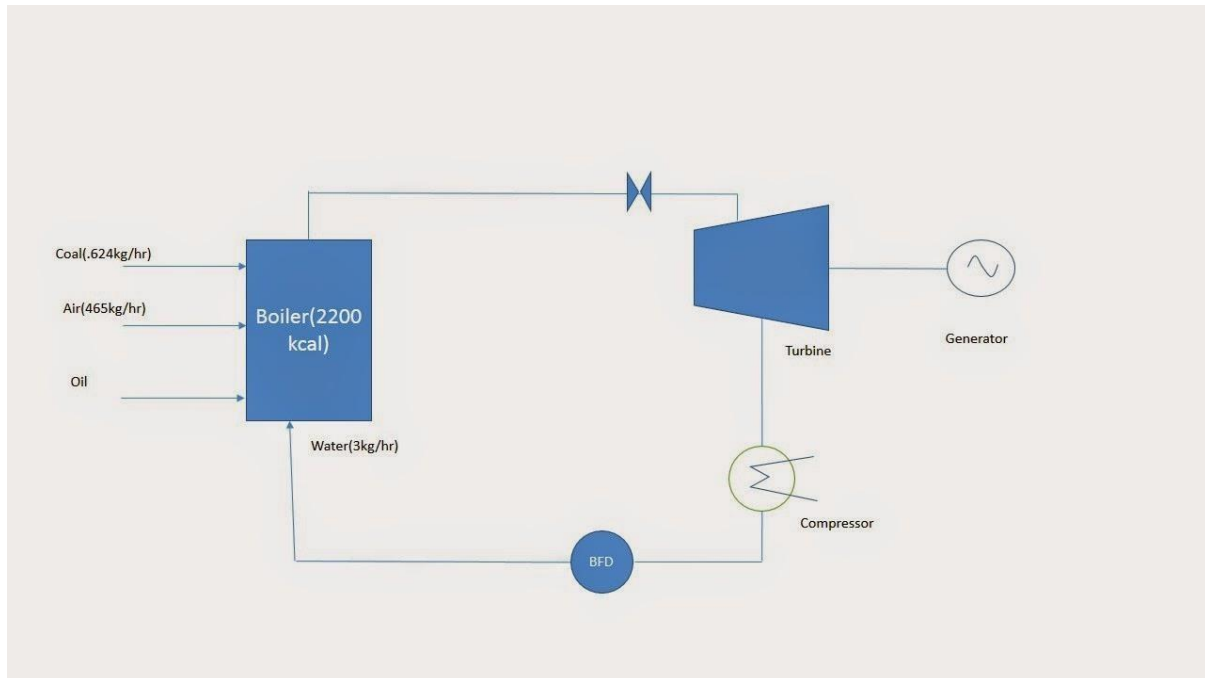 Coal(.624kg/hr)
Air(465kg/hr)
Oil
Boiler(2200
kcal)
Water(3kg/hr)
Turbine
Generator
Compressor
BFD